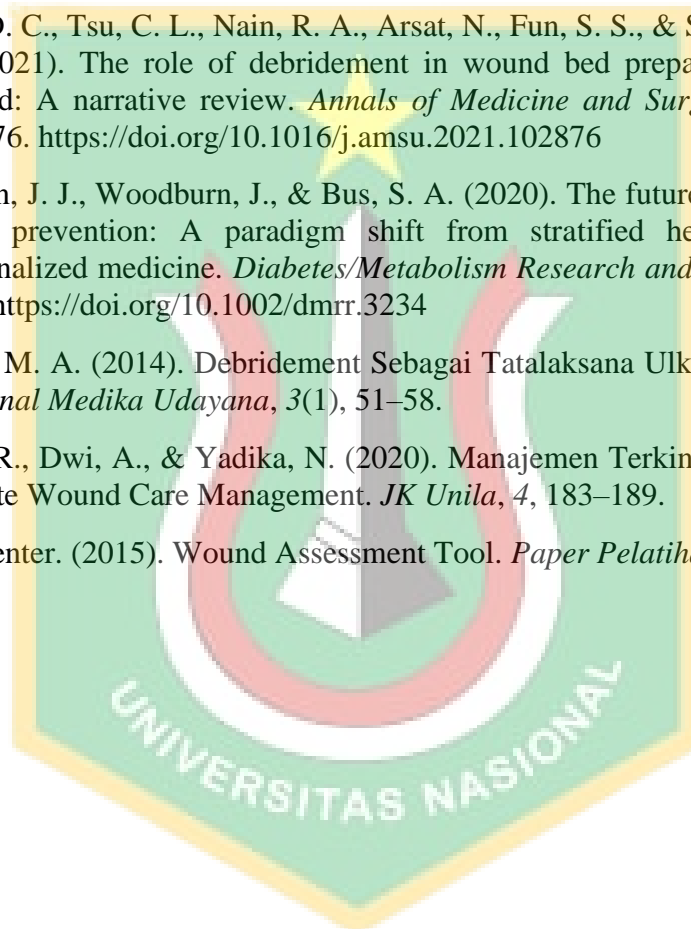 . C., Tsu, C. L., Nain, R. A., Arsat, N., Fun, S. S., & S
021). The role of debridement in wound bed prepa
d: A narrative review. Annals of Medicine and Surg
76. https://doi.org/10.1016/j.amsu.2021.102876
n, J. J., Woodburn, J., & Bus, S. A. (2020). The future
prevention: A paradigm shift from stratified he
nalized medicine. Diabetes/Metabolism Research and
https://doi.org/10.1002/dmrr.3234
M. A. (2014). Debridement Sebagai Tatalaksana Ulk
nal Medika Udayana, 3(1), 51–58.
R., Dwi, A., & Yadika, N. (2020). Manajemen Terkin
te Wound Care Management. JK Unila, 4, 183–189.
enter. (2015). Wound Assessment Tool. Paper Pelatiha
UNIVERSITAS NASIONAL